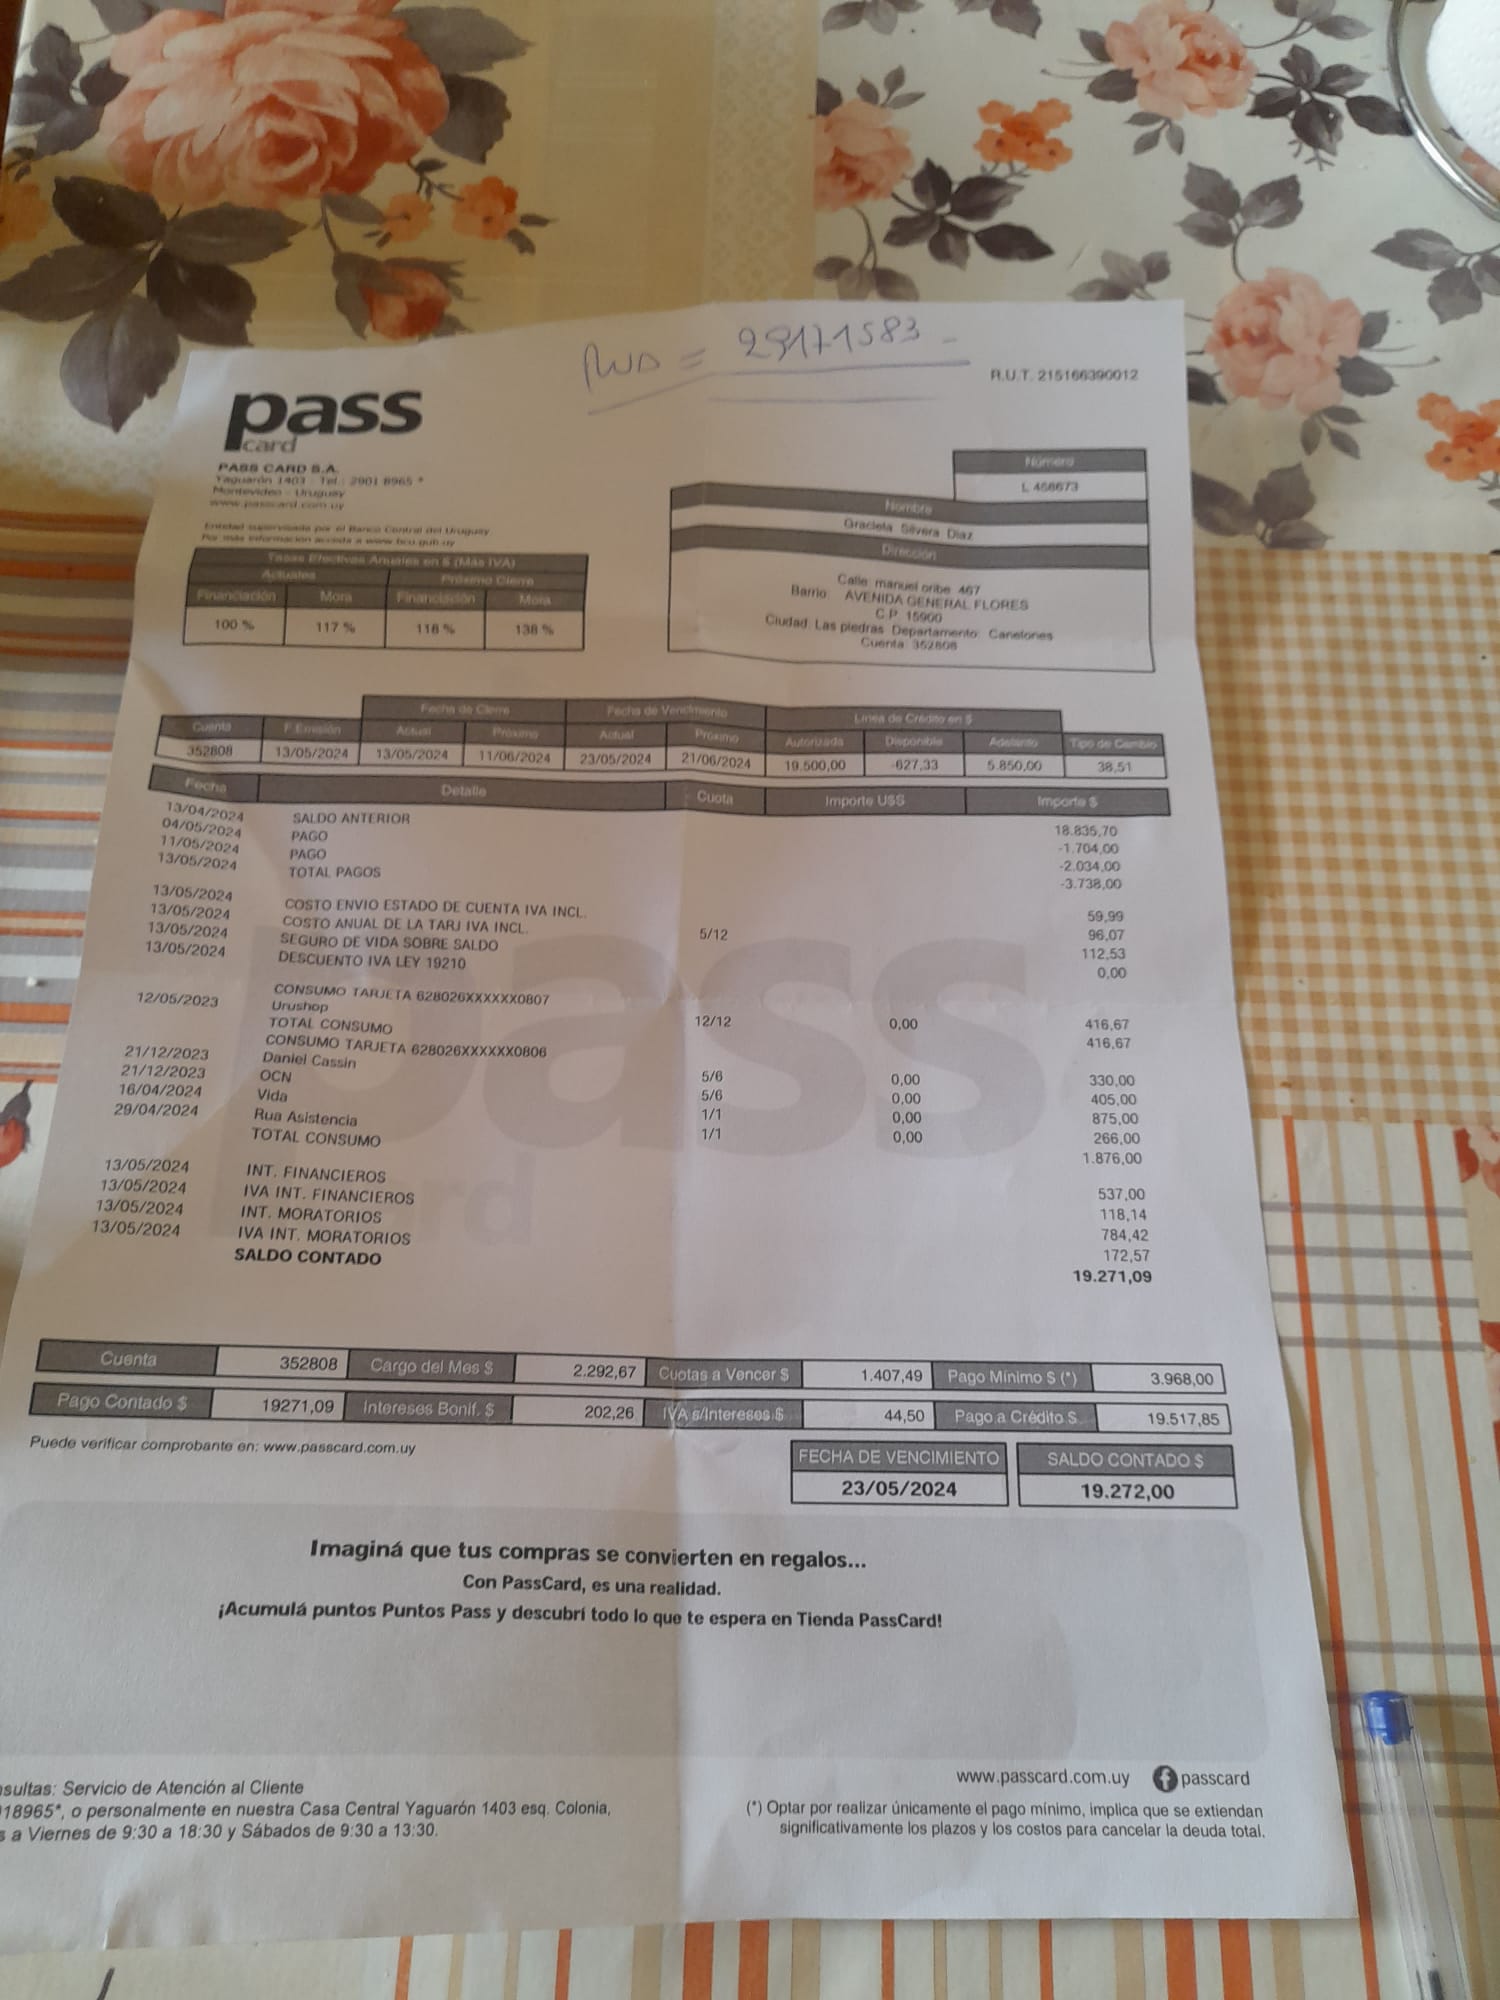 = 29171583 -
R.U.T. 215166390012
pass
card
PASS CARD S.A.
Yaguarón 1403 - Tel.: 2901 8965 *
Montevideo - Uruguay
www.passcard.com.uy
Entidad supervisada por el Banco Central del Uruguay.
Por más información acceda a www.bcu.gub.uy
Número
L 458673
Nombre
Graciela Silvera Diaz
Dirección
Calle: manuel oribe 467
Barrio: AVENIDA GENERAL FLORES
C.P. 15900
Ciudad: Las piedras Departamento: Canelones
Cuenta: 352808
Tasas Efectivas Anuales en $ (Más IVA)
Actuales Próximo Cierre
Financiación Mora Financiación Mora
100 % 117 % 118 % 138 %
Fecha de Cierre Fecha de Vencimiento Línea de Crédito en $
Cuenta F.Emisión Actual Próximo Actual Próximo Autorizada Disponible Adelanto Tipo de Cambio
352808 13/05/2024 13/05/2024 11/06/2024 23/05/2024 21/06/2024 19.500,00 -627,33 5.850,00 38,51
Fecha Detalle Cuota Importe U$S Importe $
13/04/2024 SALDO ANTERIOR 18.835,70
04/05/2024 PAGO -1.704,00
11/05/2024 PAGO -2.034,00
13/05/2024 TOTAL PAGOS -3.738,00
13/05/2024 COSTO ENVIO ESTADO DE CUENTA IVA INCL. 59,99
13/05/2024 COSTO ANUAL DE LA TARJ IVA INCL. 5/12 96,07
13/05/2024 SEGURO DE VIDA SOBRE SALDO 112,53
13/05/2024 DESCUENTO IVA LEY 19210 0,00
CONSUMO TARJETA 628026XXXXXX0807
12/05/2023 Urushop 12/12 0,00 416,67
TOTAL CONSUMO 416,67
CONSUMO TARJETA 628026XXXXXX0806
21/12/2023 Daniel Cassin 5/6 0,00 330,00
21/12/2023 OCN 5/6 0,00 405,00
16/04/2024 Vida 1/1 0,00 875,00
29/04/2024 Rua Asistencia 1/1 0,00 266,00
TOTAL CONSUMO 1.876,00
13/05/2024 INT. FINANCIEROS 537,00
13/05/2024 IVA INT. FINANCIEROS 118,14
13/05/2024 INT. MORATORIOS 784,42
13/05/2024 IVA INT. MORATORIOS 172,57
SALDO CONTADO 19.271,09
Cuenta 352808 Cargo del Mes $ 2.292,67 Cuotas a Vencer $ 1.407,49 Pago Mínimo $ (*) 3.968,00
Pago Contado $ 19271,09 Intereses Bonif. $ 202,26 IVA s/Intereses $ 44,50 Pago a Crédito $ 19.517,85
Puede verificar comprobante en: www.passcard.com.uy
FECHA DE VENCIMIENTO SALDO CONTADO $
23/05/2024 19.272,00
Imaginá que tus compras se convierten en regalos...
Con PassCard, es una realidad.
¡Acumulá puntos Puntos Pass y descubrí todo lo que te espera en Tienda PassCard!
www.passcard.com.uy passcard
sultas: Servicio de Atención al Cliente
18965*, o personalmente en nuestra Casa Central Yaguarón 1403 esq. Colonia,
s a Viernes de 9:30 a 18:30 y Sábados de 9:30 a 13:30.
(*) Optar por realizar únicamente el pago mínimo, implica que se extiendan
significativamente los plazos y los costos para cancelar la deuda total.